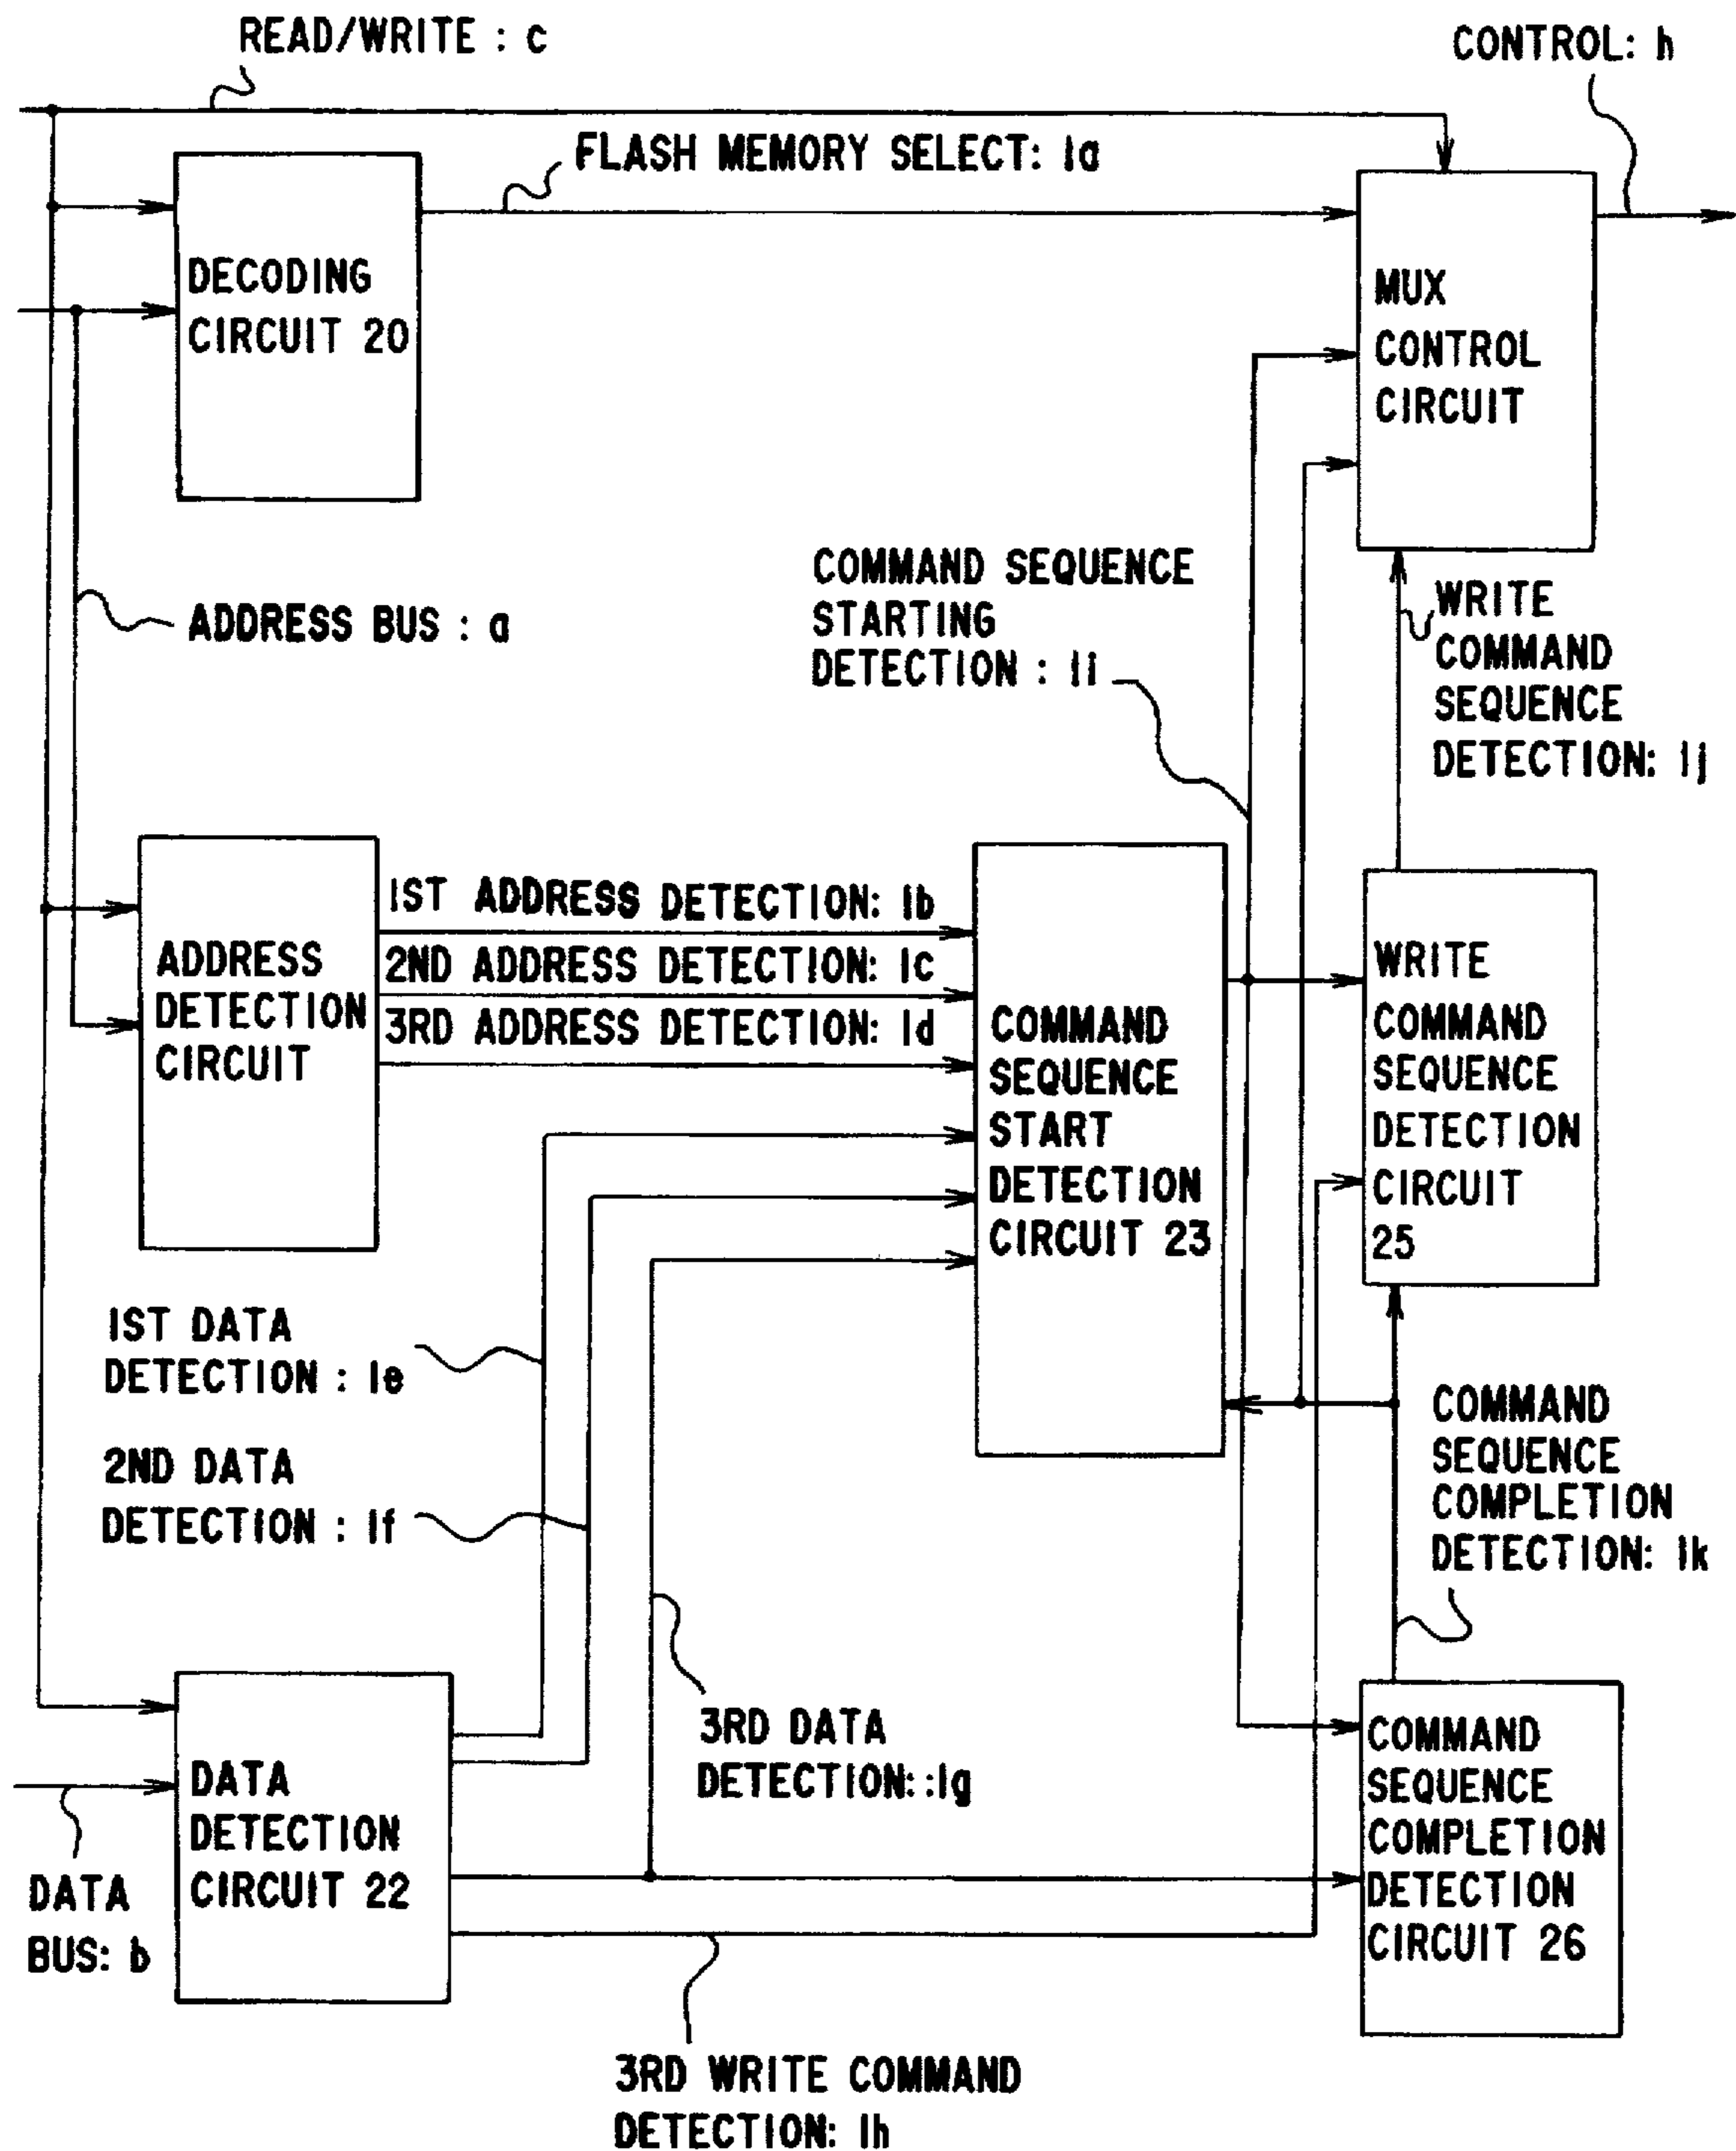 READ/WRITE : c
CONTROL: h
FLASH MEMORY SELECT: 1a
DECODING
CIRCUIT 20
MUX
CONTROL
CIRCUIT
ADDRESS BUS : a
COMMAND SEQUENCE
STARTING
DETECTION : 1i
WRITE
COMMAND
SEQUENCE
DETECTION: 1j
ADDRESS
DETECTION
CIRCUIT
1ST ADDRESS DETECTION: 1b
2ND ADDRESS DETECTION: 1c
3RD ADDRESS DETECTION: 1d
COMMAND
SEQUENCE
START
DETECTION
CIRCUIT 23
WRITE
COMMAND
SEQUENCE
DETECTION
CIRCUIT
25
1ST DATA
DETECTION : 1e
2ND DATA
DETECTION : 1f
COMMAND
SEQUENCE
COMPLETION
DETECTION: 1k
3RD DATA
DETECTION: :1g
DATA
DETECTION
CIRCUIT 22
DATA
BUS: b
COMMAND
SEQUENCE
COMPLETION
DETECTION
CIRCUIT 26
3RD WRITE COMMAND
DETECTION: 1h